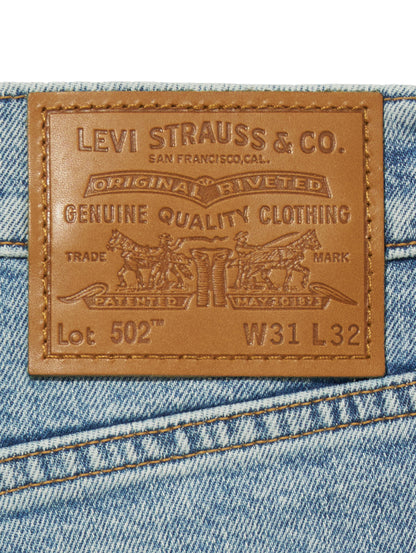 LEVI STRAUSS & CO.
SAN FRANCISCO, CAL.
ORIGINAL RIVETED
GENUINE QUALITY CLOTHING
TRADE MARK
PATENTED MAY 20 1873
Lot 502™ W31 L32